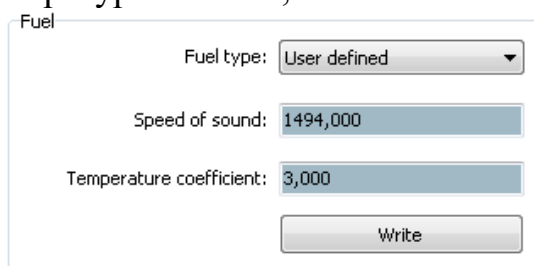 Fuel
Fuel type: User defined
Speed of sound: 1494,000
Temperature coefficient: 3,000
Write